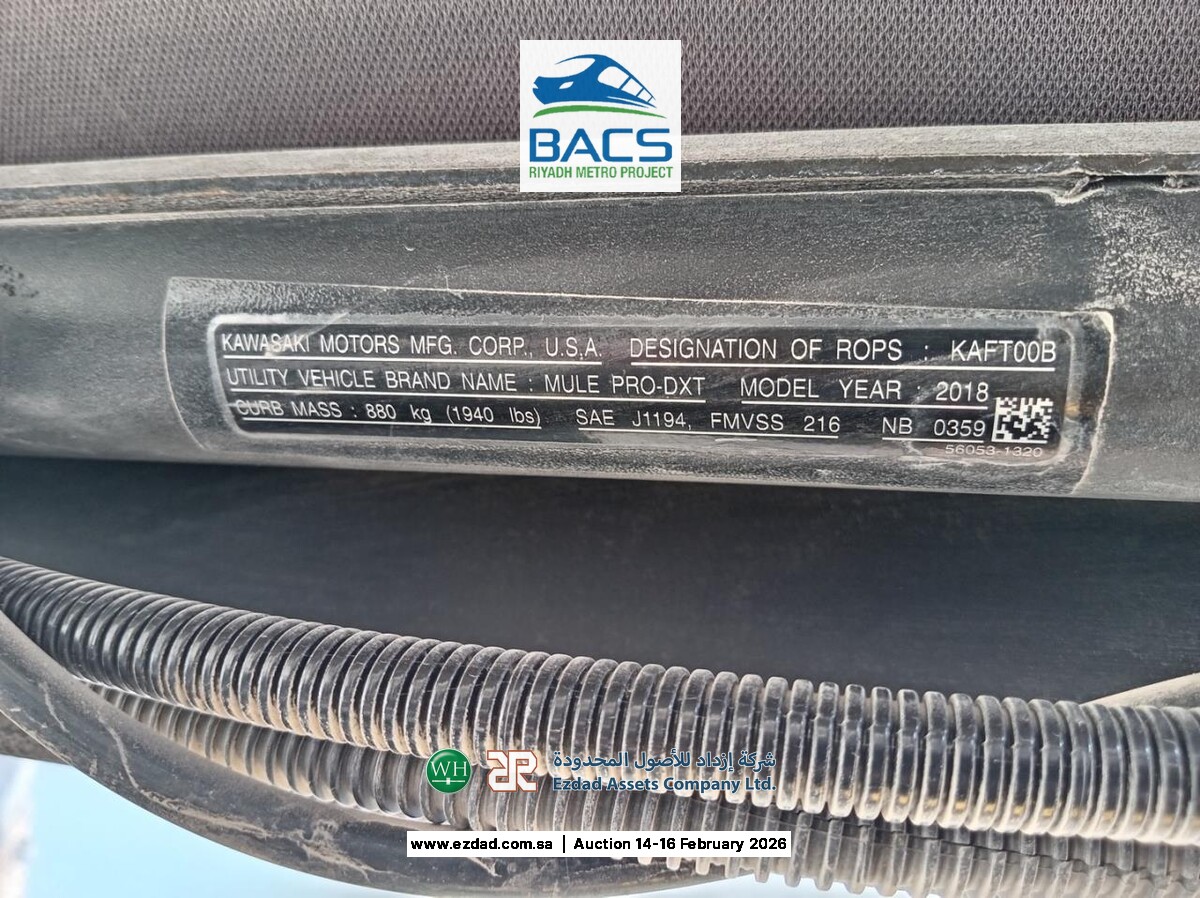 BACS
RIYADH METRO PROJECT
KAWASAKI MOTORS MFG. CORP., U.S.A. DESIGNATION OF ROPS : KAFT00B
UTILITY VEHICLE BRAND NAME : MULE PRO-DXT MODEL YEAR : 2018
CURB MASS : 880 kg (1940 lbs) SAE J1194, FMVSS 216 NB 0359
56053-1320
WH
شركة إزداد للأصول المحدودة
Ezdad Assets Company Ltd.
www.ezdad.com.sa | Auction 14-16 February 2026